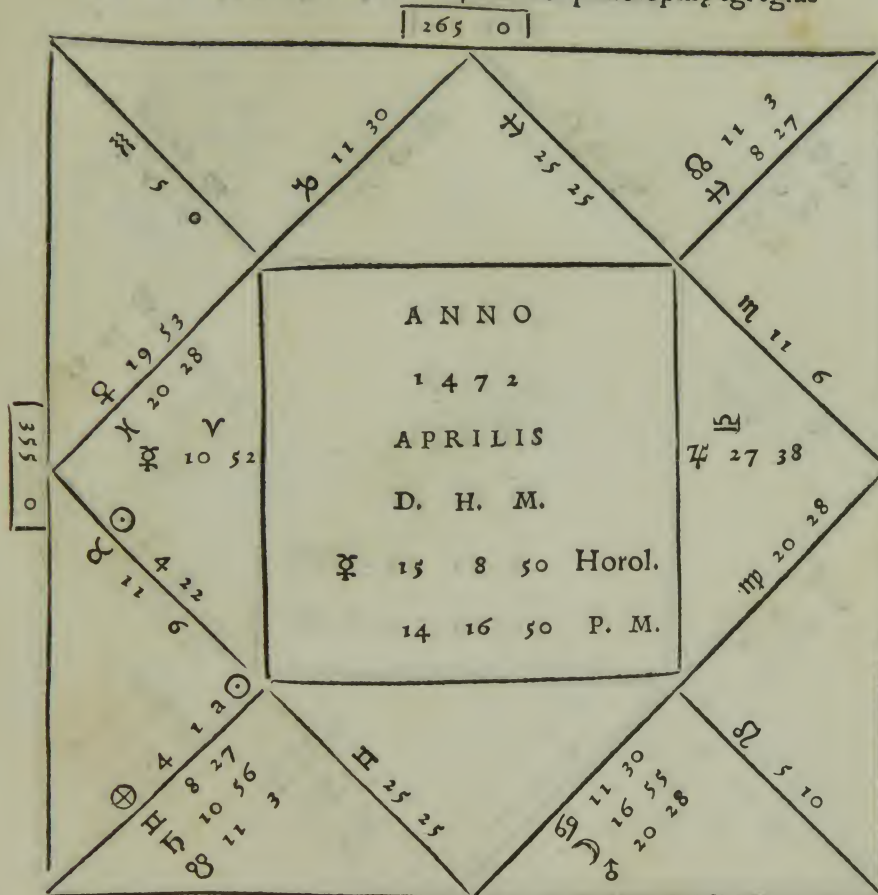 egregius
265 0
♒ 5 0
♑ 11 30
♐ 25 25
☊ 11 3
♐ 8 27
♏ 11 6
♀ 19 53
♓ 20 28
♈
☿ 10 52
355 0
ANNO
1472
APRILIS
D. H. M.
☿ 15 8 50 Horol.
14 16 50 P. M.
♎
♃ 27 38
♍ 20 28
☉ 4 22
♉ 11 6
⊗ 4 1 a ☉
♊ 8 27
♄ 10 56
☋ 11 3
♊ 25 25
♋ 11 30
☽ 16 55
♂ 20 28
♌ 5 10